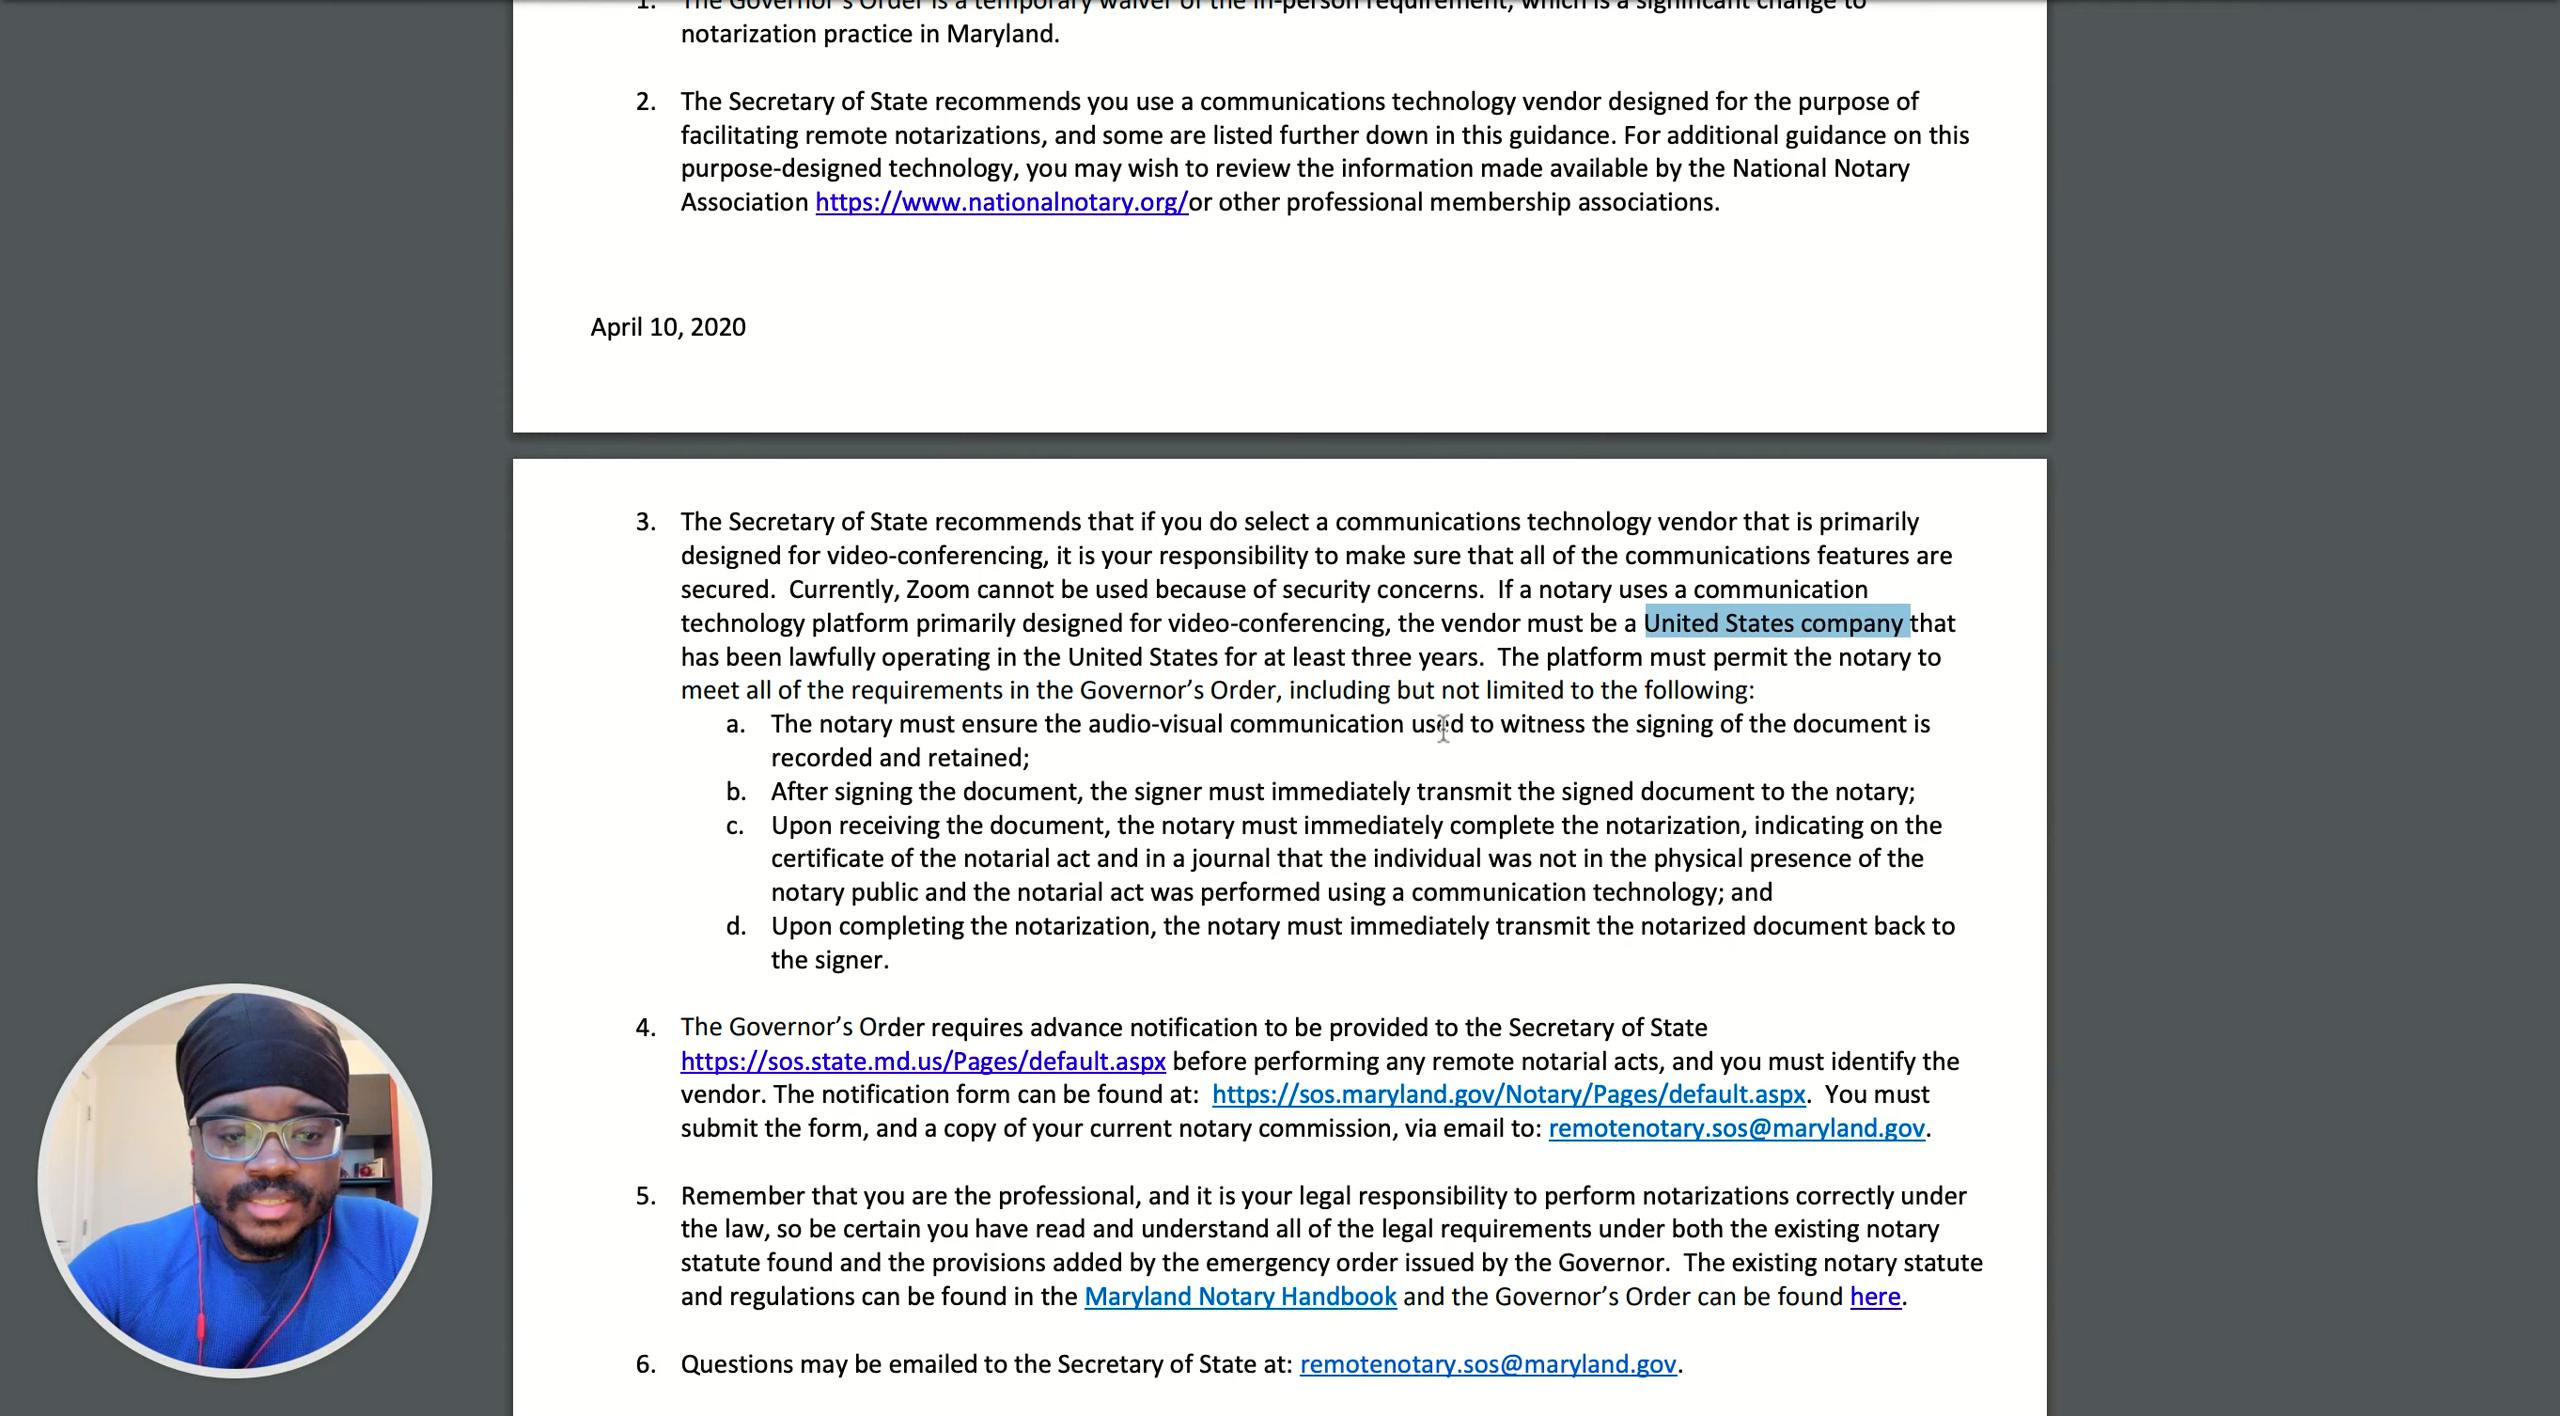 1. The Governor's Order is a temporary waiver of the in-person requirement, which is a significant change to
notarization practice in Maryland.
2. The Secretary of State recommends you use a communications technology vendor designed for the purpose of
facilitating remote notarizations, and some are listed further down in this guidance. For additional guidance on this
purpose-designed technology, you may wish to review the information made available by the National Notary
Association https://www.nationalnotary.org/or other professional membership associations.
April 10, 2020
3. The Secretary of State recommends that if you do select a communications technology vendor that is primarily
designed for video-conferencing, it is your responsibility to make sure that all of the communications features are
secured.  Currently, Zoom cannot be used because of security concerns.  If a notary uses a communication
technology platform primarily designed for video-conferencing, the vendor must be a United States company that
has been lawfully operating in the United States for at least three years.  The platform must permit the notary to
meet all of the requirements in the Governor's Order, including but not limited to the following:
a. The notary must ensure the audio-visual communication used to witness the signing of the document is
recorded and retained;
b. After signing the document, the signer must immediately transmit the signed document to the notary;
c. Upon receiving the document, the notary must immediately complete the notarization, indicating on the
certificate of the notarial act and in a journal that the individual was not in the physical presence of the
notary public and the notarial act was performed using a communication technology; and
d. Upon completing the notarization, the notary must immediately transmit the notarized document back to
the signer.
4. The Governor's Order requires advance notification to be provided to the Secretary of State
https://sos.state.md.us/Pages/default.aspx before performing any remote notarial acts, and you must identify the
vendor. The notification form can be found at:  https://sos.maryland.gov/Notary/Pages/default.aspx.  You must
submit the form, and a copy of your current notary commission, via email to: remotenotary.sos@maryland.gov.
5. Remember that you are the professional, and it is your legal responsibility to perform notarizations correctly under
the law, so be certain you have read and understand all of the legal requirements under both the existing notary
statute found and the provisions added by the emergency order issued by the Governor.  The existing notary statute
and regulations can be found in the Maryland Notary Handbook and the Governor's Order can be found here.
6. Questions may be emailed to the Secretary of State at: remotenotary.sos@maryland.gov.